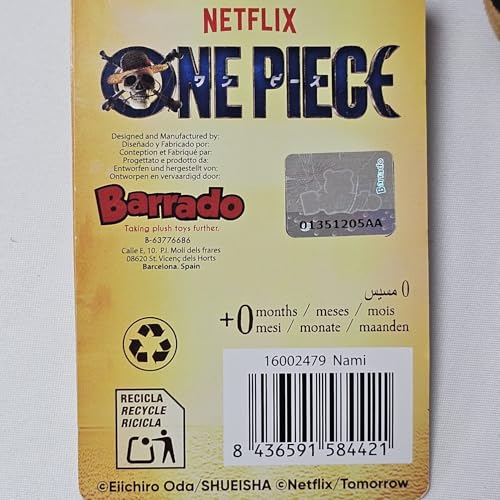 NETFLIX
ONE PIECE
ワンピース
Designed and Manufactured by:
Diseñado y Fabricado por:
Conteption et Fabriqué par:
Progettato e prodotto da:
Entworfen und hergestellt von:
Ontworpen en vervaardigd door:
Barrado
Taking plush toys further.
B-63776686
Calle E, 10. P.I. Molí dels frares
08620 St. Vicenç dels Horts
Barcelona, Spain
Barrado
01351205AA
0 مسيس
+0 months / meses / mois
mesi / monate / maanden
16002479 Nami
8 436591 584421
RECICLA
RECYCLE
RICICLA
©Eiichiro Oda/SHUEISHA ©Netflix/Tomorrow